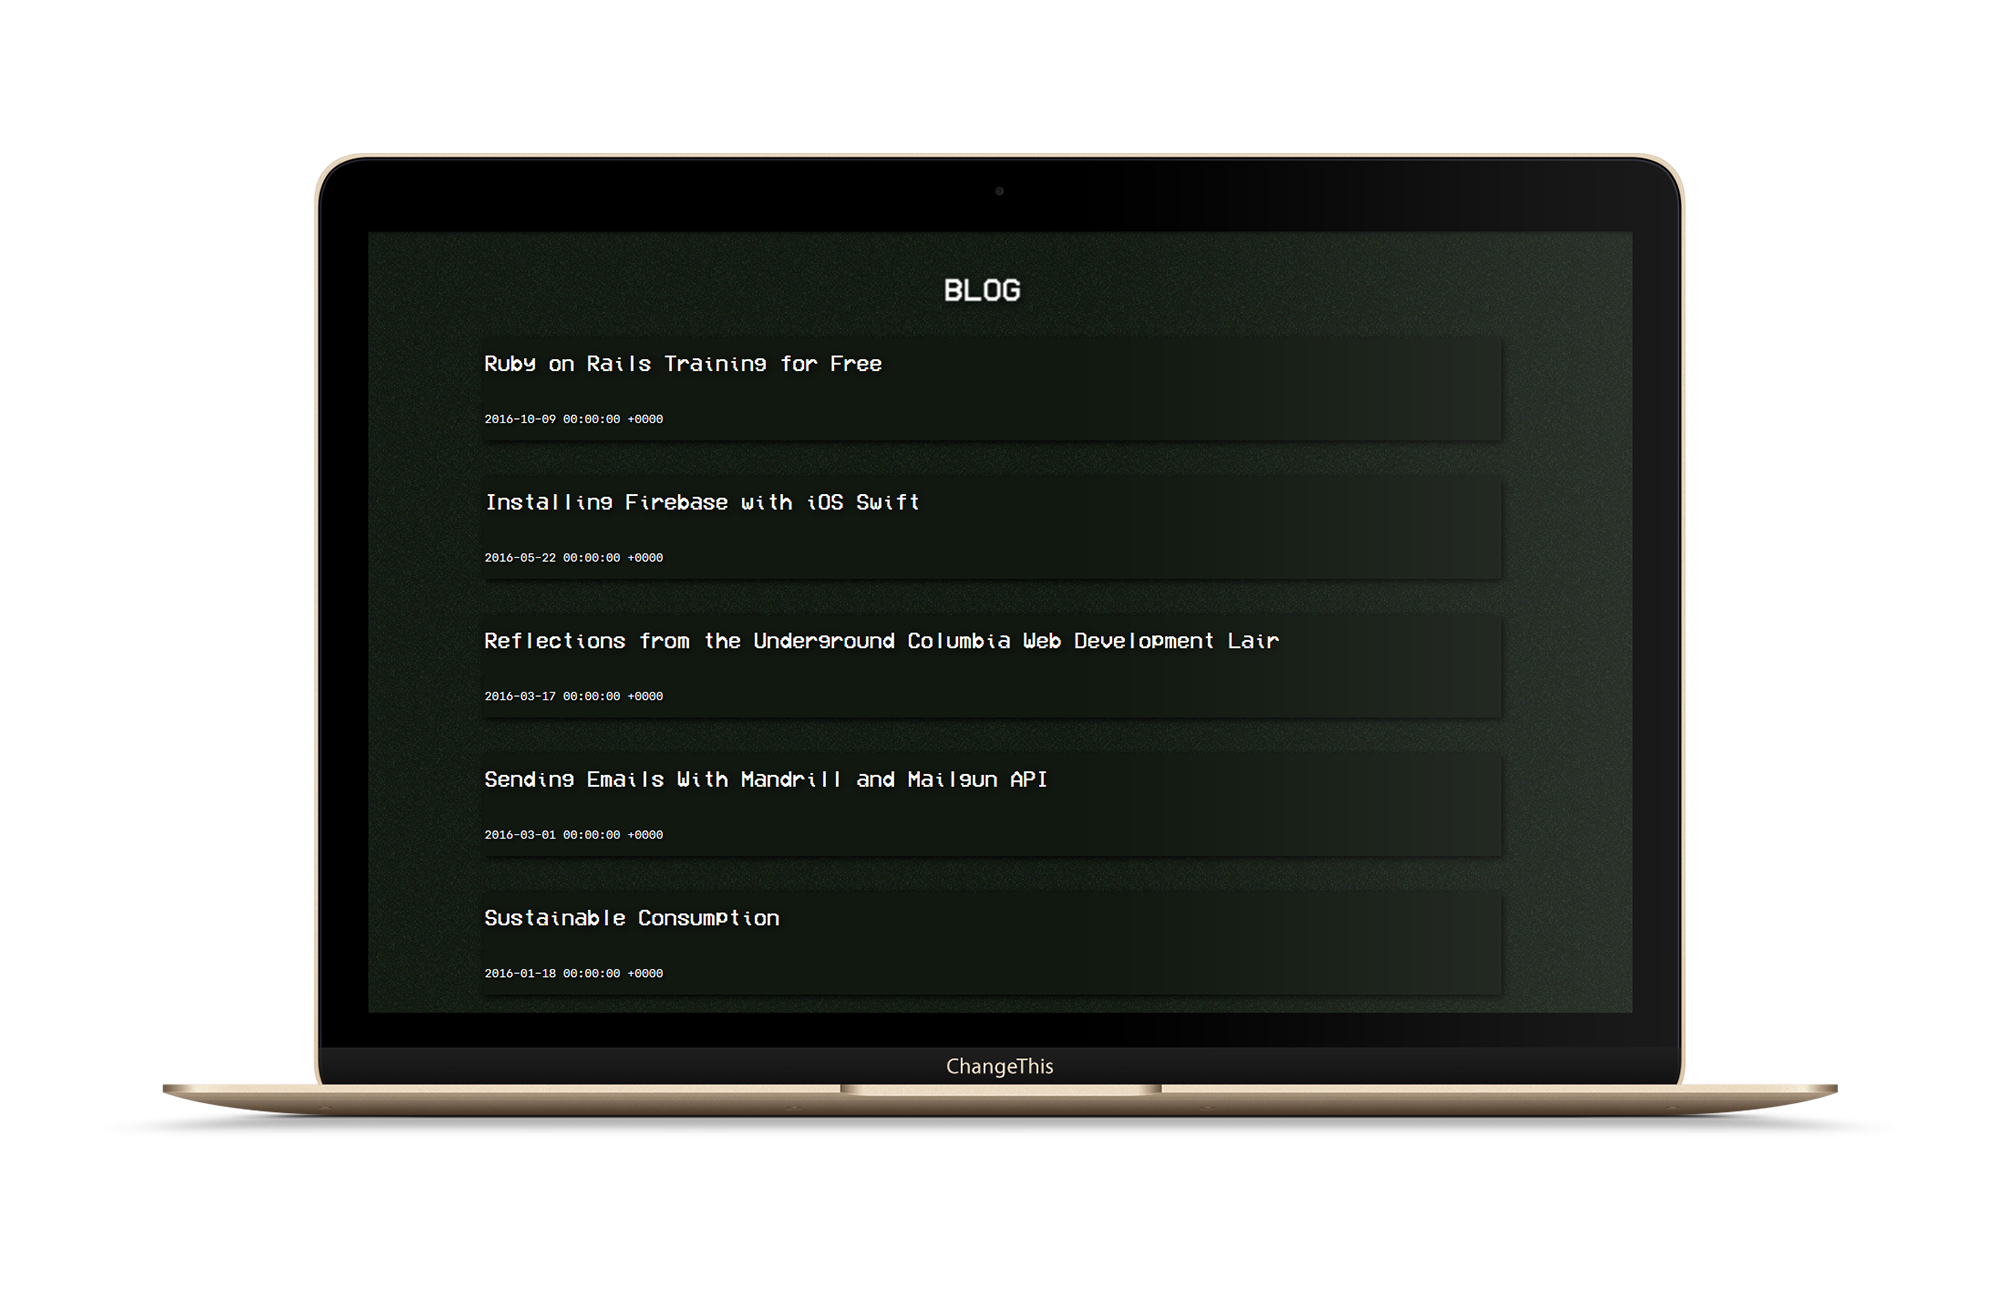 BLOG
Ruby on Rails Training for Free
2016-10-09 00:00:00 +0000
Installing Firebase with iOS Swift
2016-05-22 00:00:00 +0000
Reflections from the Underground Columbia Web Development Lair
2016-03-17 00:00:00 +0000
Sending Emails With Mandrill and Mailgun API
2016-03-01 00:00:00 +0000
Sustainable Consumption
2016-01-18 00:00:00 +0000
ChangeThis